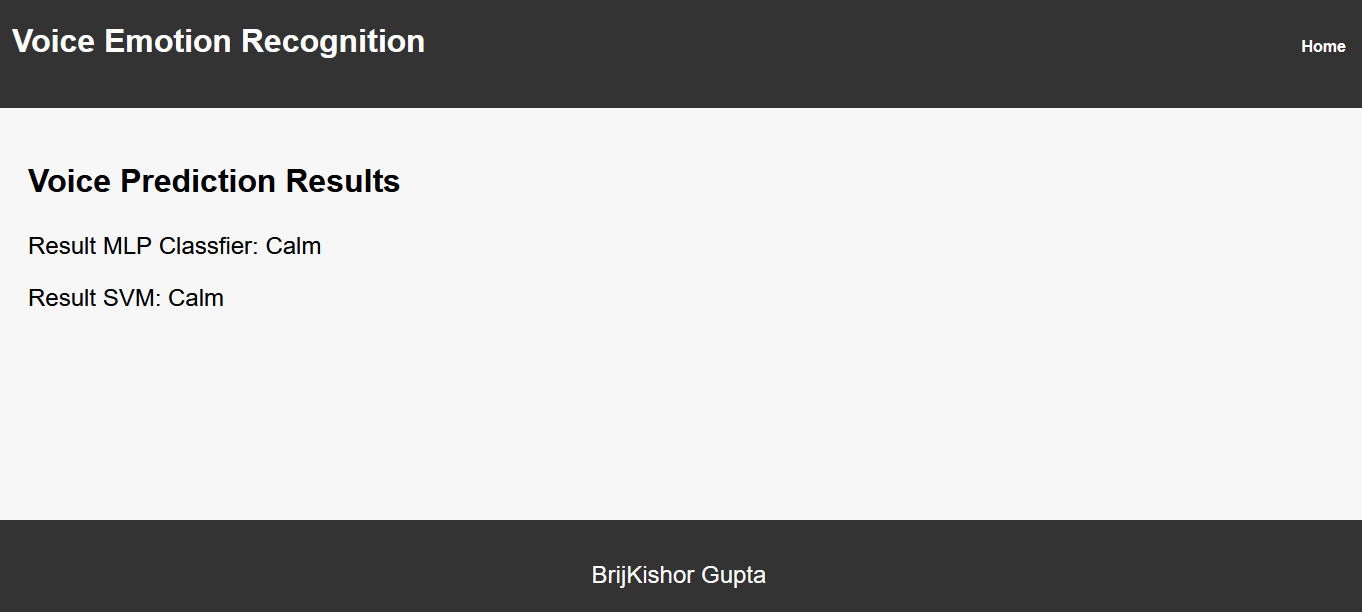 Voice Emotion Recognition
Home
Voice Prediction Results
Result MLP Classfier: Calm
Result SVM: Calm
BrijKishor Gupta